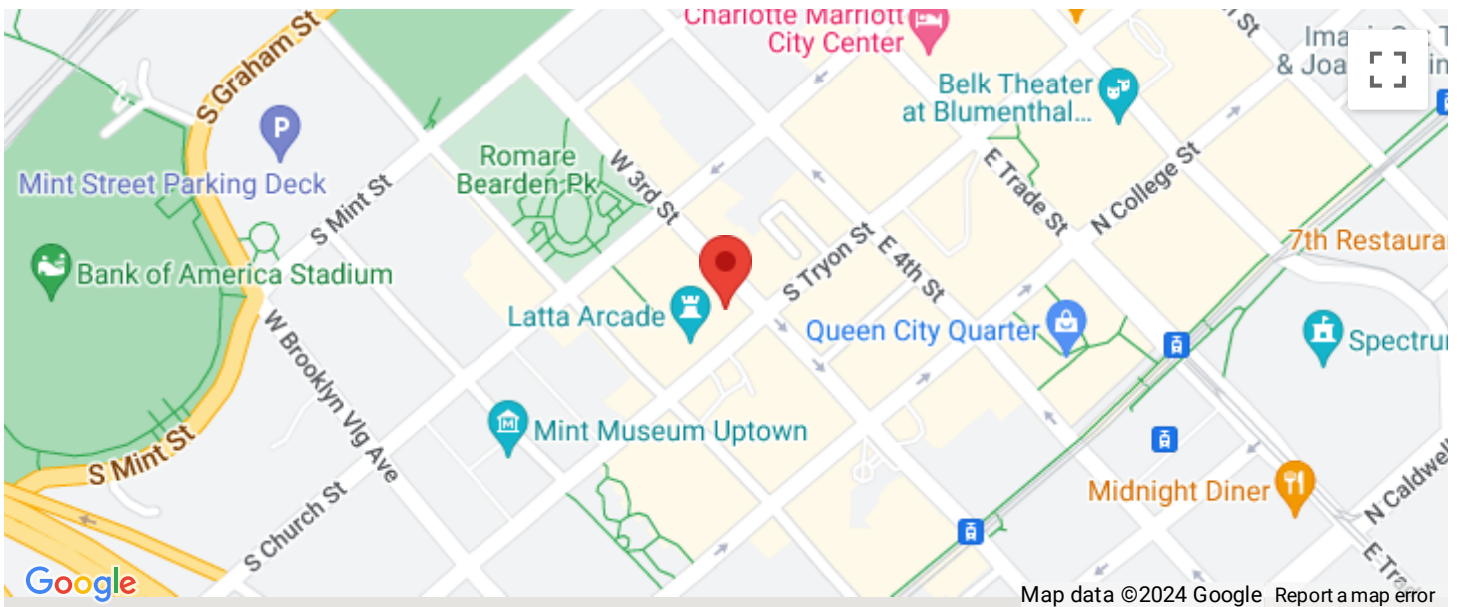 Charlotte Marriott
City Center
S Graham St
Belk Theater
at Blumenthal...
P
Mint Street Parking Deck
Romare
Bearden Pk
W 3rd St
S Mint St
E Trade St
N College St
7th Restaura
Bank of America Stadium
S Tryon St
E 4th St
Latta Arcade
Queen City Quarter
Spectru
W Brooklyn Vlg Ave
M
Mint Museum Uptown
S Mint St
S Church St
Midnight Diner
N Caldwell
Google
Map data ©2024 Google Report a map error